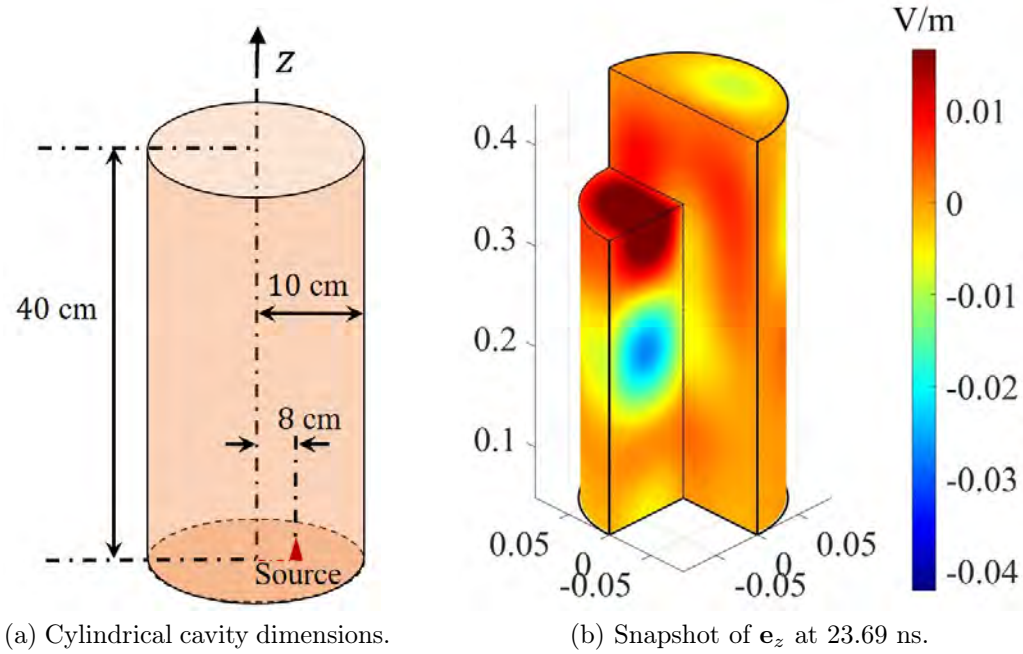 z
40 cm
10 cm
8 cm
Source
(a) Cylindrical cavity dimensions.
V/m
0.01
0
-0.01
-0.02
-0.03
-0.04
0.4
0.3
0.2
0.1
0.05
0
-0.05
0.05
0
-0.05
(b) Snapshot of e_z at 23.69 ns.